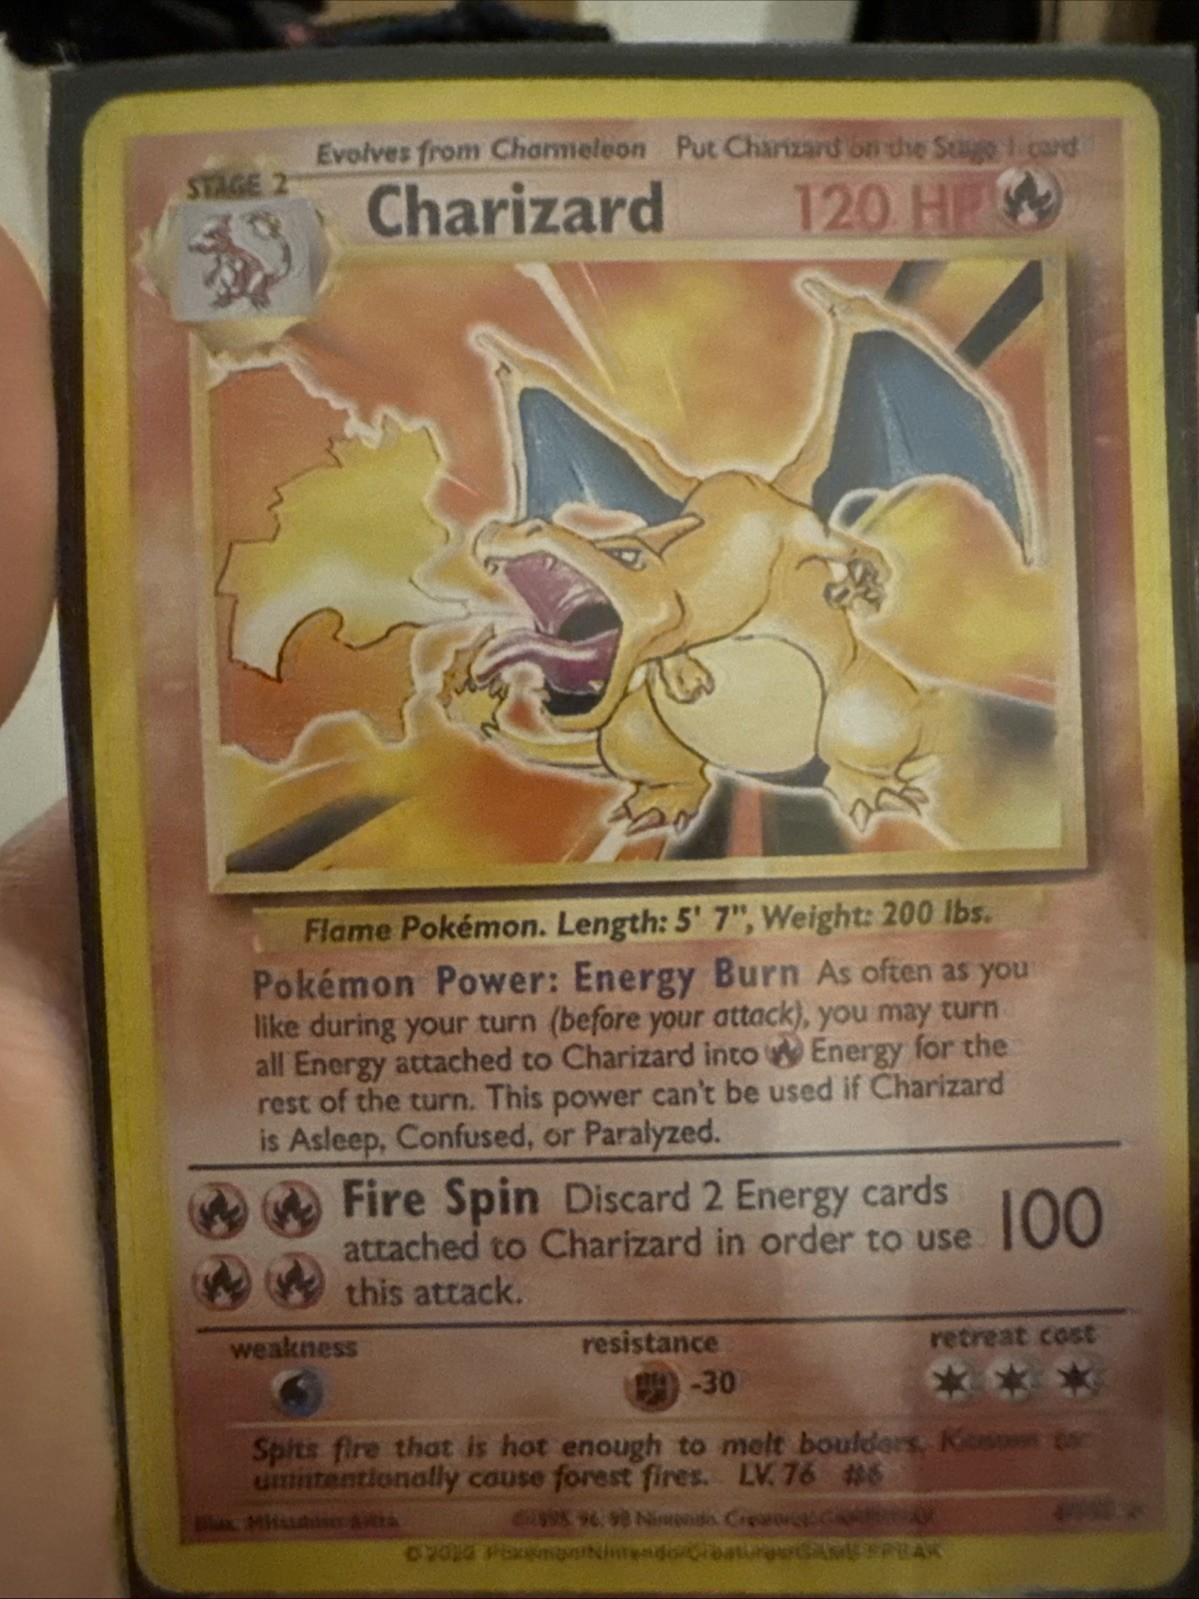 Evolves from Charmeleon Put Charizard on the Stage 1 card
STAGE 2
Charizard 120 HP
Flame Pokémon. Length: 5' 7", Weight: 200 lbs.
Pokémon Power: Energy Burn As often as you
like during your turn (before your attack), you may turn
all Energy attached to Charizard into Energy for the
rest of the turn. This power can't be used if Charizard
is Asleep, Confused, or Paralyzed.
Fire Spin Discard 2 Energy cards
attached to Charizard in order to use 100
this attack.
weakness resistance retreat cost
-30
Spits fire that is hot enough to melt boulders.
unintentionally cause forest fires. LV. 76 #6
Nintendo,